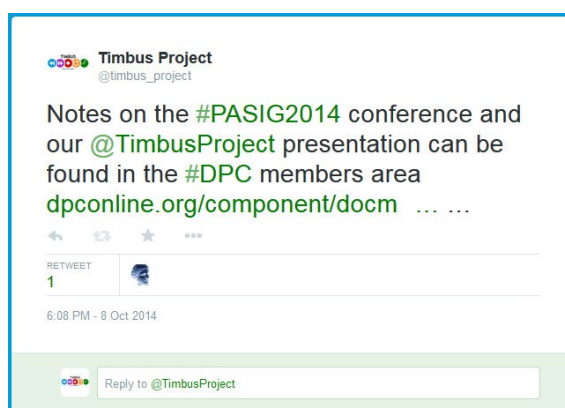 Timbus Project
@timbus_project
Notes on the #PASIG2014 conference and
our @TimbusProject presentation can be
found in the #DPC members area
dpconline.org/component/docm ... ...
RETWEET
1
6:08 PM - 8 Oct 2014
Reply to @TimbusProject